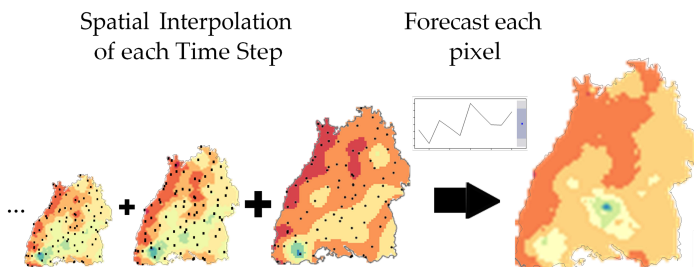 Spatial Interpolation
of each Time Step
Forecast each
pixel
...
+
+